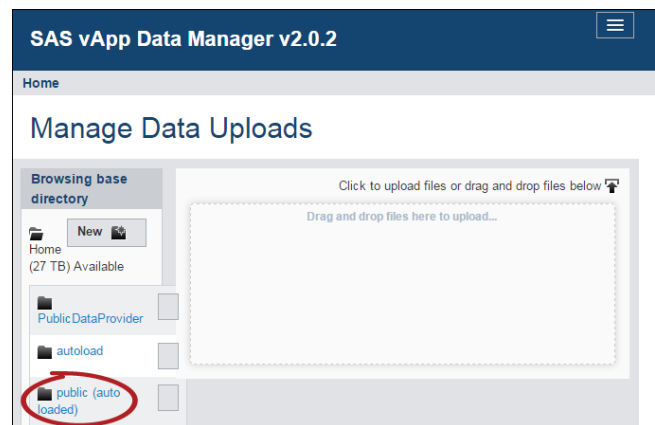 SAS vApp Data Manager v2.0.2
Home
Manage Data Uploads
Browsing base
directory
New
Home
(27 TB) Available
PublicDataProvider
autoload
public (auto
loaded)
Click to upload files or drag and drop files below
Drag and drop files here to upload...